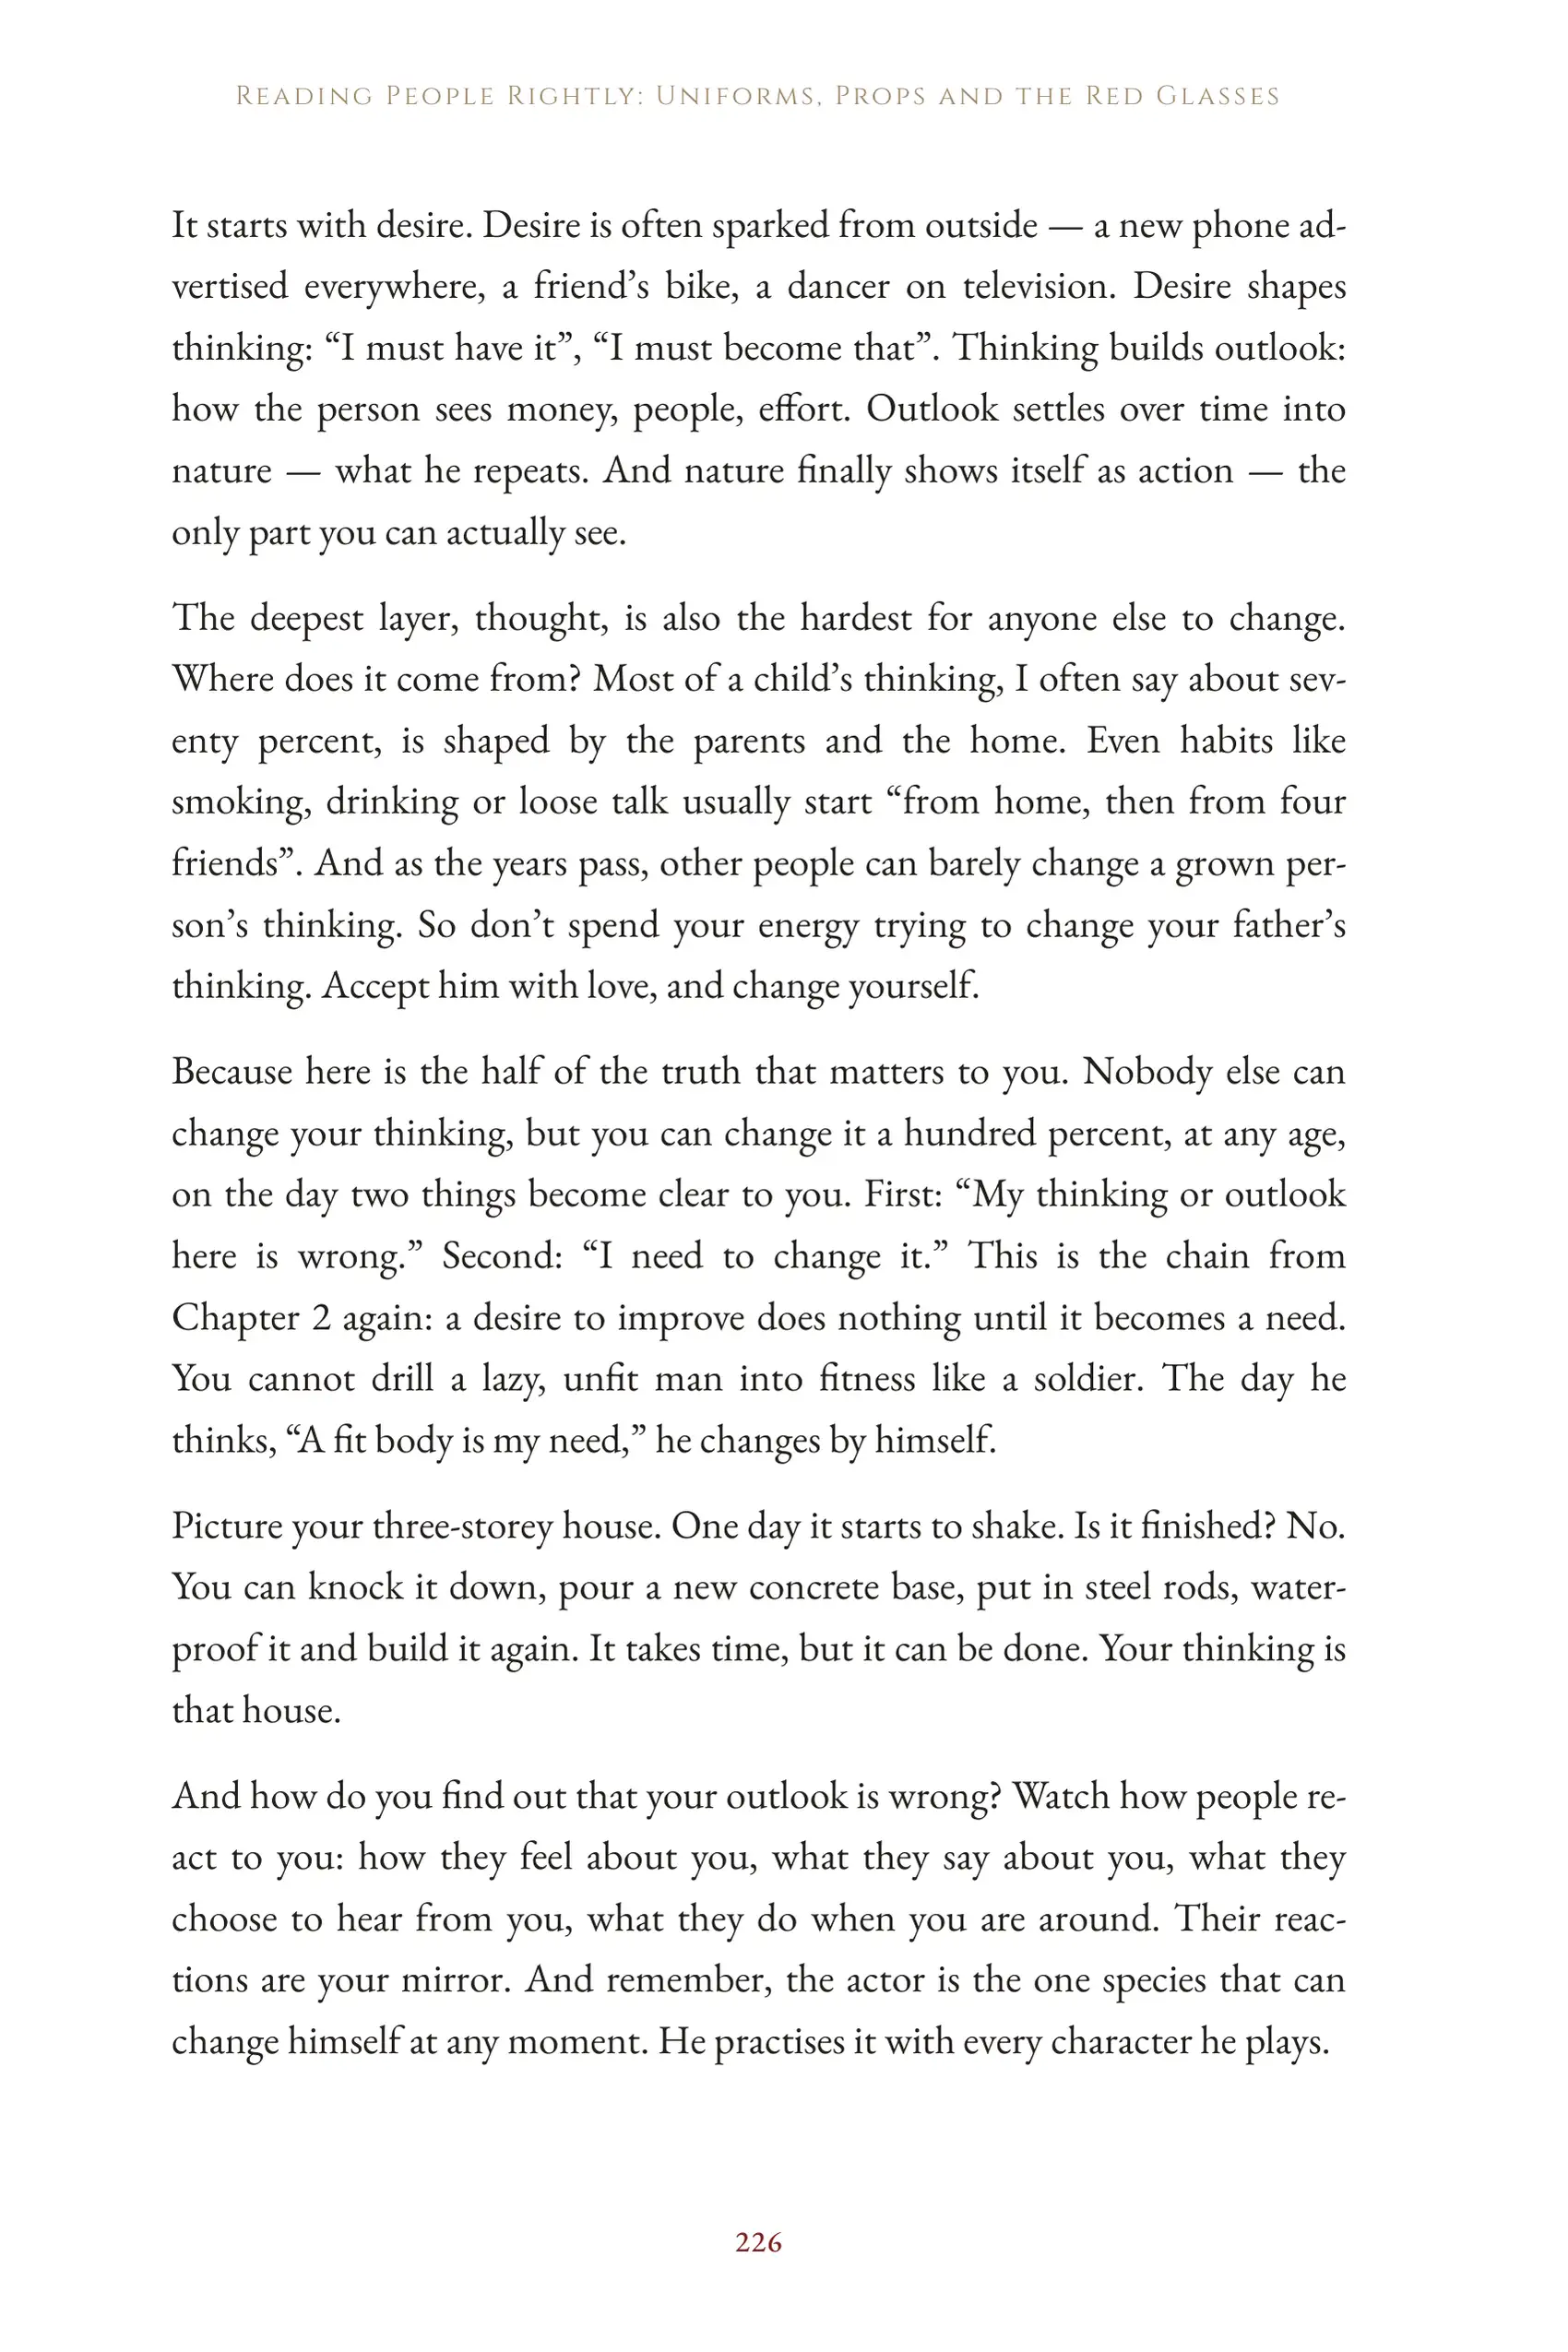 Reading People Rightly: Uniforms, Props and the Red Glasses
It starts with desire. Desire is often sparked from outside — a new phone ad-
vertised everywhere, a friend’s bike, a dancer on television. Desire shapes
thinking: “I must have it”, “I must become that”. Thinking builds outlook:
how the person sees money, people, effort. Outlook settles over time into
nature — what he repeats. And nature finally shows itself as action — the
only part you can actually see.
The deepest layer, thought, is also the hardest for anyone else to change.
Where does it come from? Most of a child’s thinking, I often say about sev-
enty percent, is shaped by the parents and the home. Even habits like
smoking, drinking or loose talk usually start “from home, then from four
friends”. And as the years pass, other people can barely change a grown per-
son’s thinking. So don’t spend your energy trying to change your father’s
thinking. Accept him with love, and change yourself.
Because here is the half of the truth that matters to you. Nobody else can
change your thinking, but you can change it a hundred percent, at any age,
on the day two things become clear to you. First: “My thinking or outlook
here is wrong.” Second: “I need to change it.” This is the chain from
Chapter 2 again: a desire to improve does nothing until it becomes a need.
You cannot drill a lazy, unfit man into fitness like a soldier. The day he
thinks, “A fit body is my need,” he changes by himself.
Picture your three-storey house. One day it starts to shake. Is it finished? No.
You can knock it down, pour a new concrete base, put in steel rods, water-
proof it and build it again. It takes time, but it can be done. Your thinking is
that house.
And how do you find out that your outlook is wrong? Watch how people re-
act to you: how they feel about you, what they say about you, what they
choose to hear from you, what they do when you are around. Their reac-
tions are your mirror. And remember, the actor is the one species that can
change himself at any moment. He practises it with every character he plays.
226